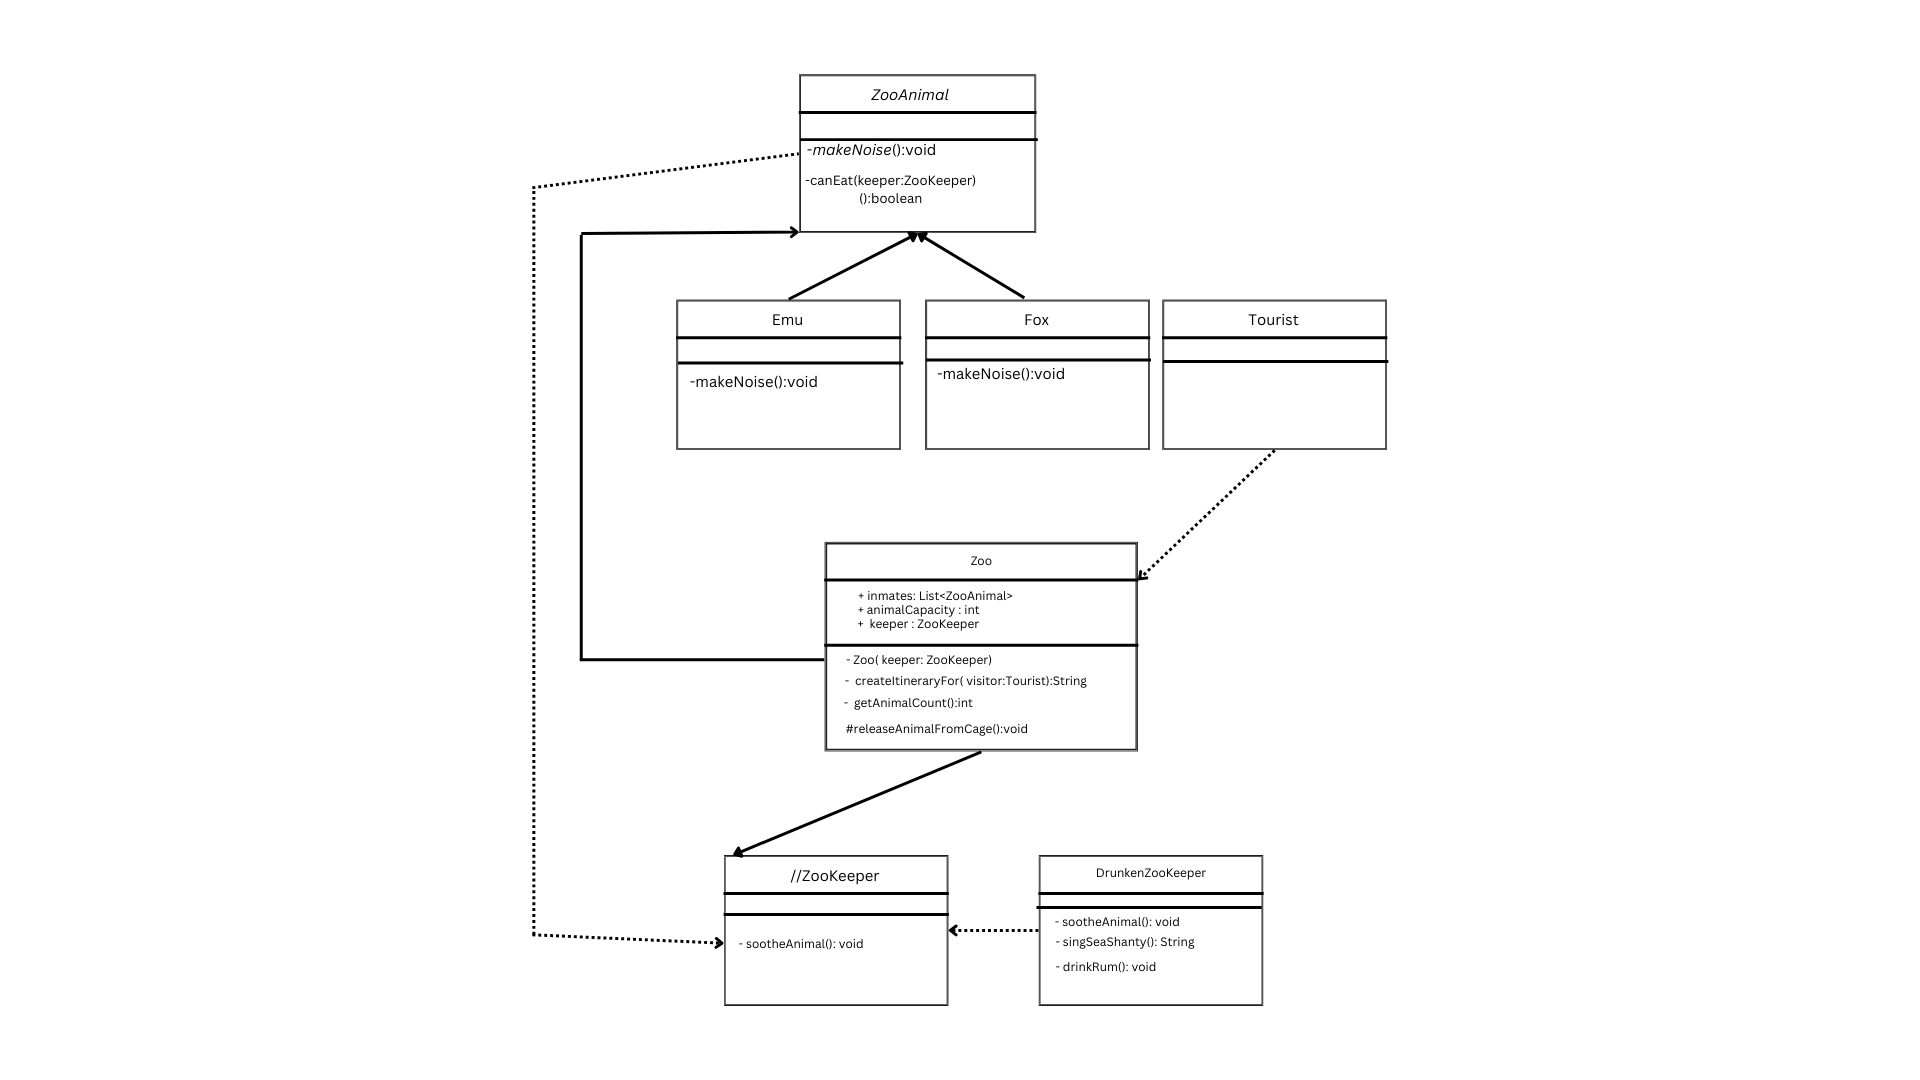 ZooAnimal
-makeNoise():void
-canEat(keeper:ZooKeeper)
():boolean
Emu
-makeNoise():void
Fox
-makeNoise():void
Tourist
Zoo
+ inmates: List<ZooAnimal>
+ animalCapacity : int
+ keeper : ZooKeeper
- Zoo( keeper: ZooKeeper)
- createItineraryFor( visitor:Tourist):String
- getAnimalCount():int
#releaseAnimalFromCage():void
//ZooKeeper
- sootheAnimal(): void
DrunkenZooKeeper
- sootheAnimal(): void
- singSeaShanty(): String
- drinkRum(): void